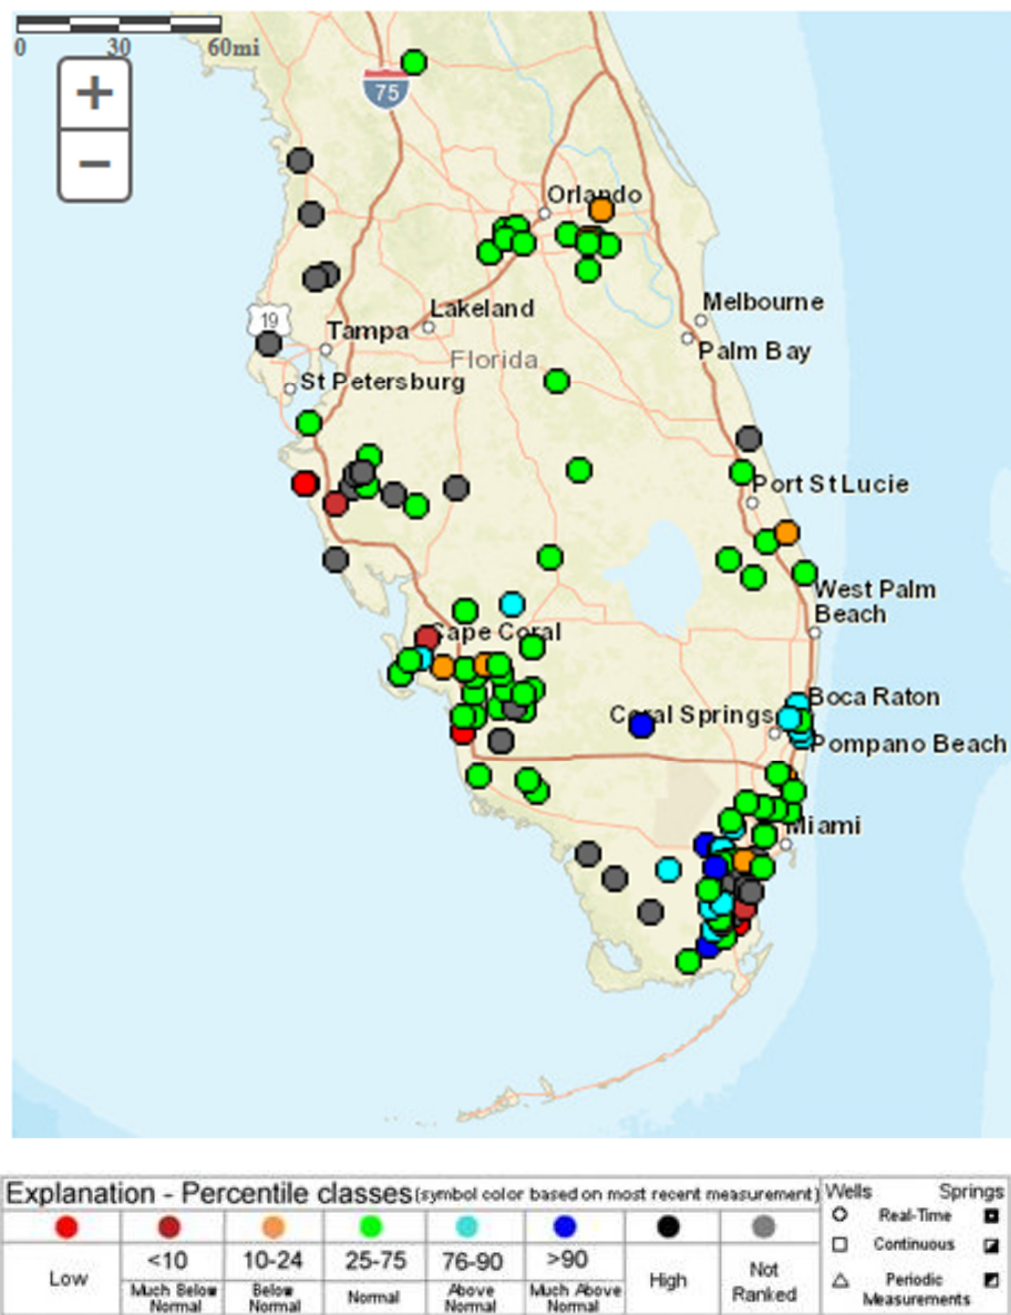 0 30 60mi
+
−
75
Orlando
Melbourne
Lakeland
19
Tampa
Palm Bay
Florida
St Petersburg
Port St Lucie
West Palm
Beach
Cape Coral
Boca Raton
Coral Springs
Pompano Beach
Miami
Explanation - Percentile classes (symbol color based on most recent measurement)
Low
<10
Much Below
Normal
10-24
Below
Normal
25-75
Normal
76-90
Above
Normal
>90
Much Above
Normal
High
Not
Ranked
Wells Springs
Real-Time
Continuous
Periodic
Measurements